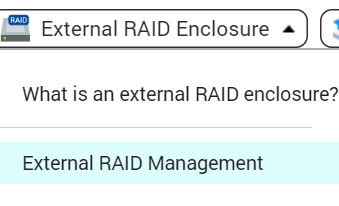 RAID
External RAID Enclosure
What is an external RAID enclosure?
External RAID Management